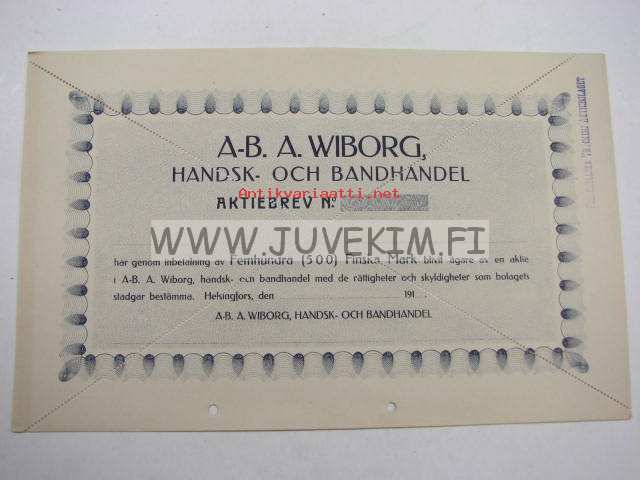 A-B. A. WIBORG,
HANDSK- OCH BANDHANDEL
Antikvariaatti.net
AKTIEBREV No
WWW.JUVEKIM.FI
har genom inbetalning av Femhundra (500) Finska Mark blivit ägare av en aktie
i A-B. A. Wiborg, handsk- och bandhandel med de rättigheter och skyldigheter som bolagets
stadgar bestämma. Helsingfors, den 191
A-B. A. WIBORG, HANDSK- OCH BANDHANDEL